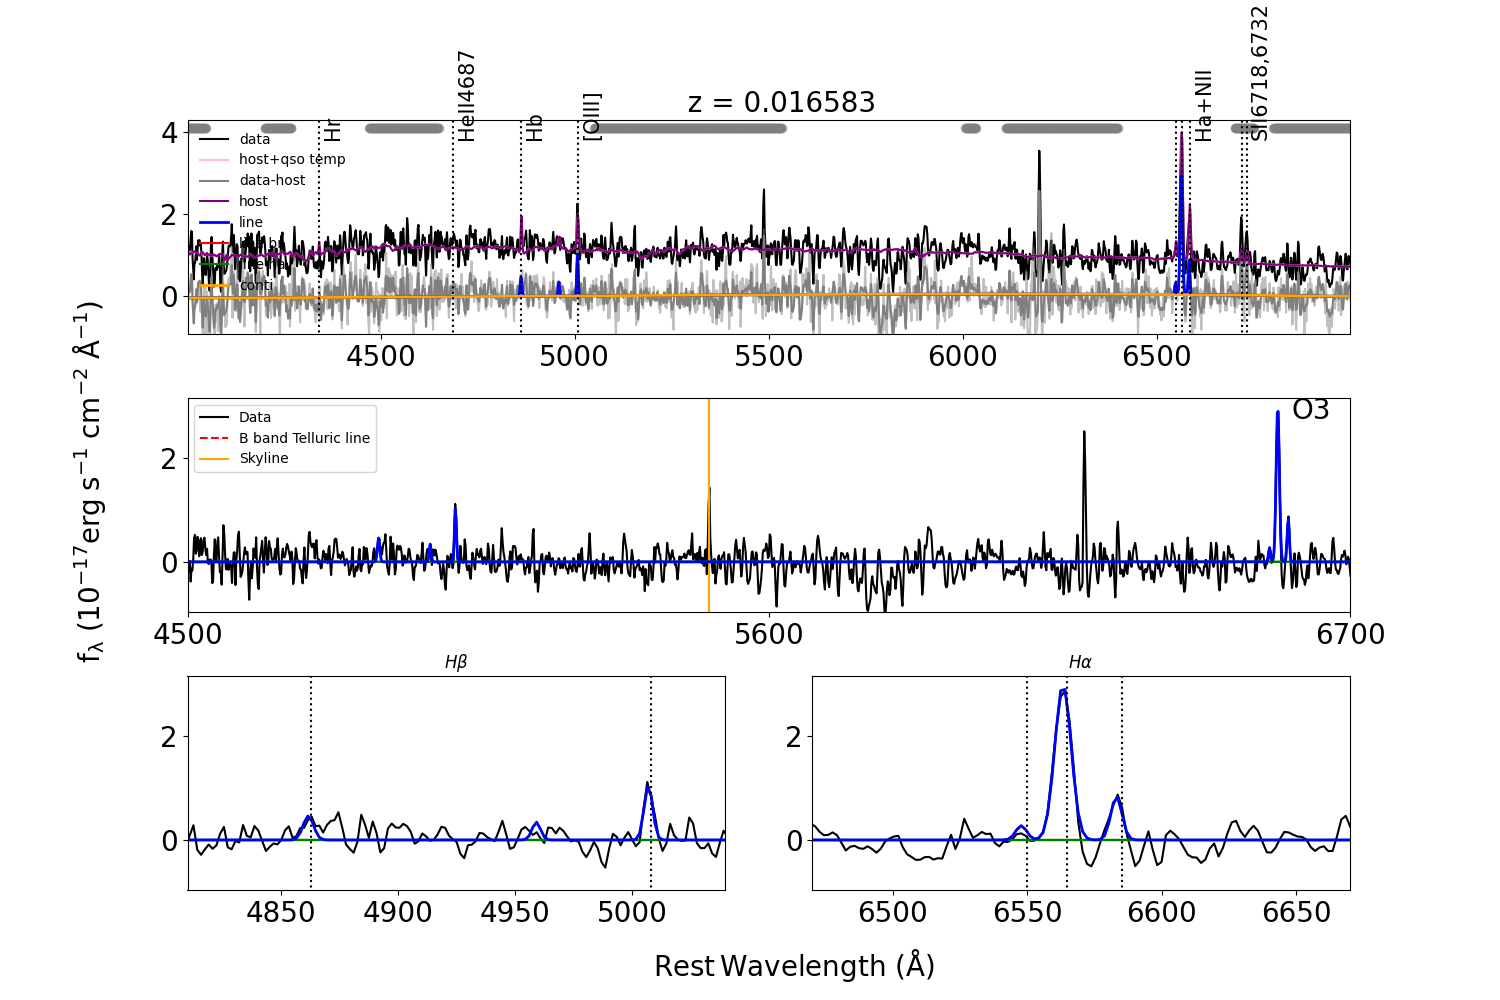 Hr
HeII4687
Hb
[OIII]
Ha+NII
SII6718,6732
z = 0.016583
data
host+qso temp
data-host
host
line
conti
4
2
0
4500
5000
5500
6000
6500
fλ (10⁻¹⁷erg s⁻¹ cm⁻² Å⁻¹)
Data
B band Telluric line
Skyline
O3
2
0
4500
5600
6700
Hβ
2
0
4850
4900
4950
5000
Hα
2
0
6500
6550
6600
6650
Rest Wavelength (Å)